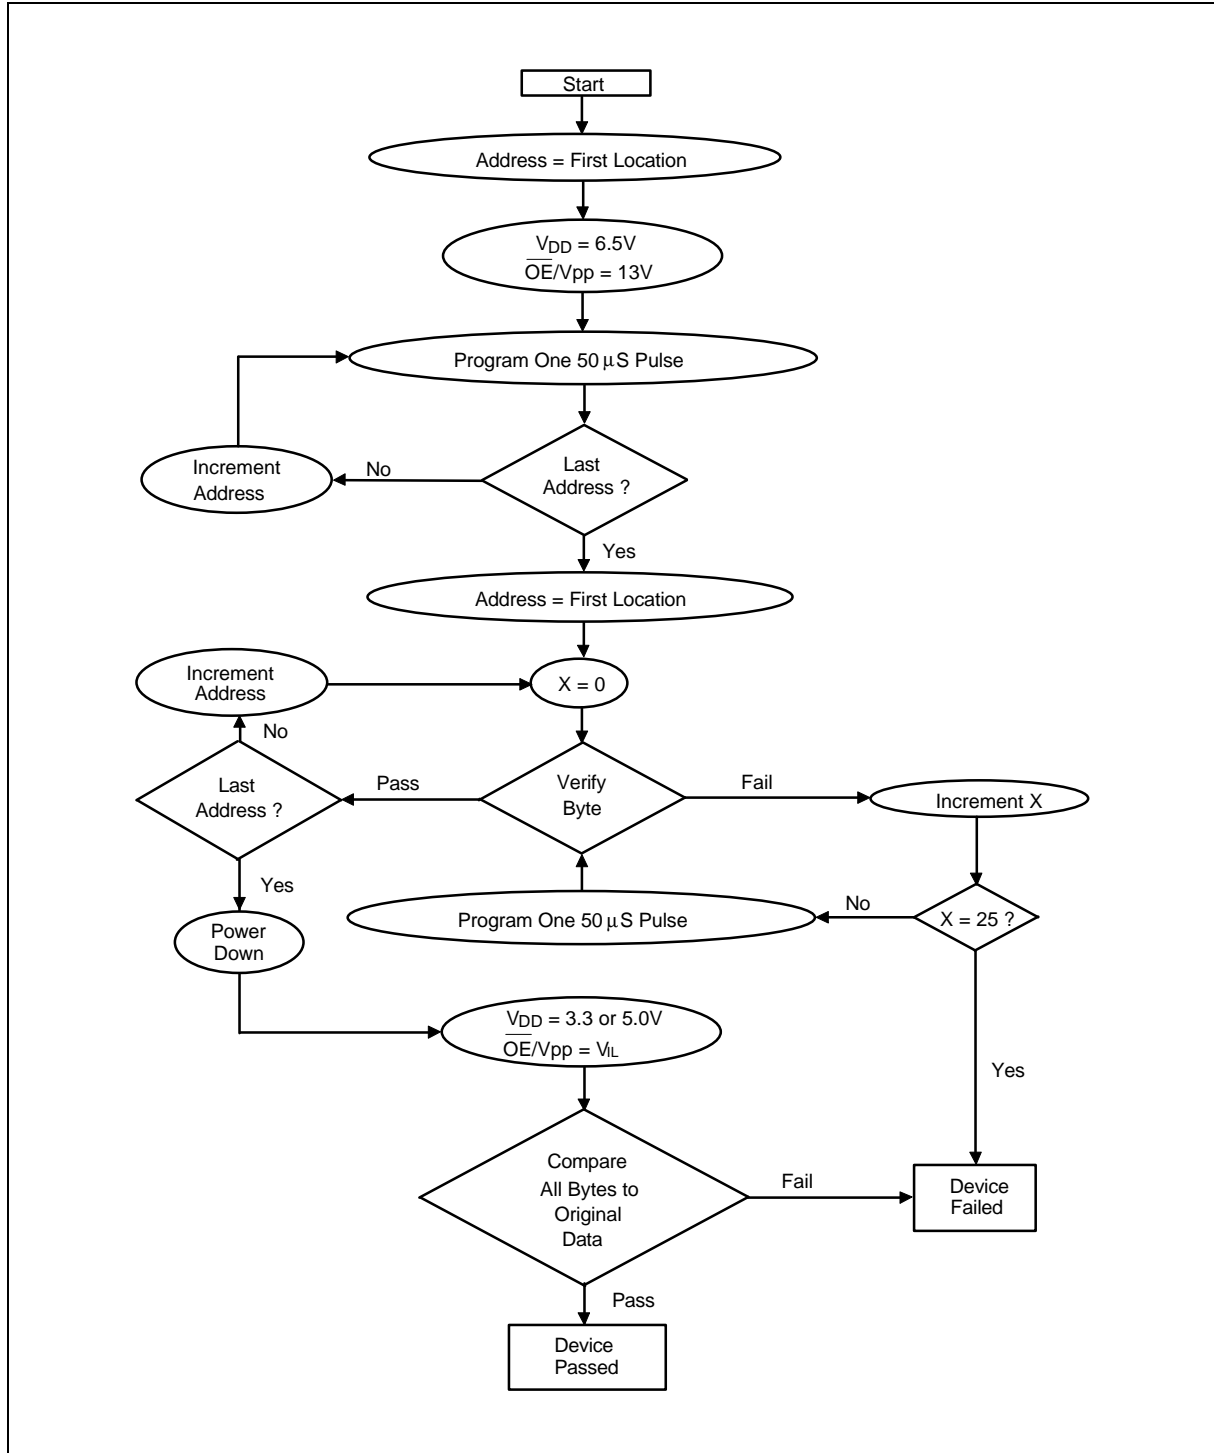 Start
Address = First Location
VDD = 6.5V
OE/Vpp = 13V
Program One 50 μS Pulse
Increment
Address
No
Last
Address ?
Yes
Address = First Location
Increment
Address
X = 0
No
Last
Address ?
Pass
Verify
Byte
Fail
Increment X
Yes
Program One 50 μS Pulse
No
X = 25 ?
Power
Down
VDD = 3.3 or 5.0V
OE/Vpp = VIL
Yes
Compare
All Bytes to
Original
Data
Fail
Device
Failed
Pass
Device
Passed